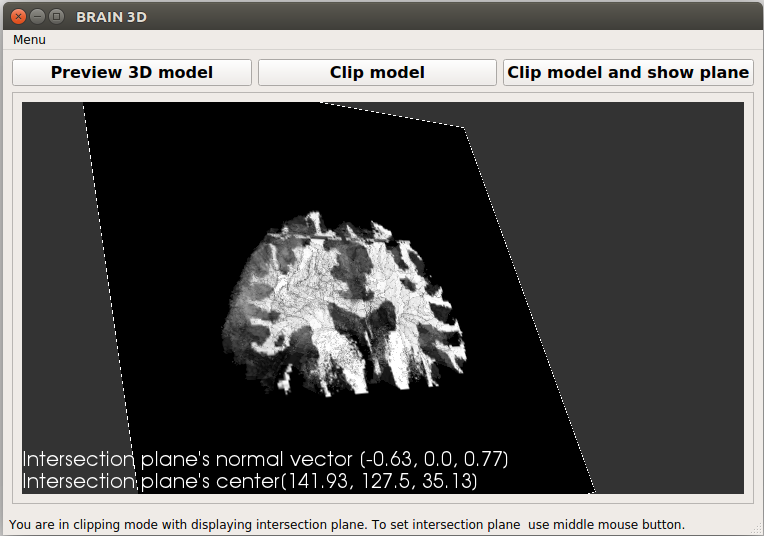 BRAIN 3D
Menu
Preview 3D model
Clip model
Clip model and show plane
Intersection plane's normal vector (-0.63, 0.0, 0.77)
Intersection plane's center(141.93, 127.5, 35.13)
You are in clipping mode with displaying intersection plane. To set intersection plane  use middle mouse button.